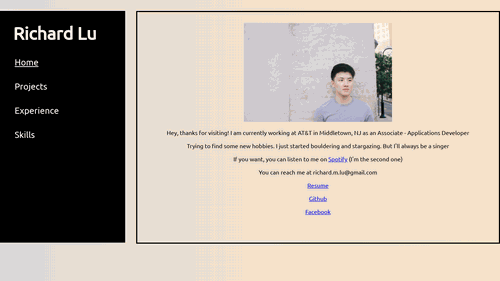 Richard Lu
Home
Projects
Experience
Skills
Hey, thanks for visiting! I am currently working at AT&T in Middletown, NJ as an Associate - Applications Developer
Trying to find some new hobbies. I just started bouldering and stargazing. But I'll always be a singer
If you want, you can listen to me on Spotify (I'm the second one)
You can reach me at richard.m.lu@gmail.com
Resume
Github
Facebook